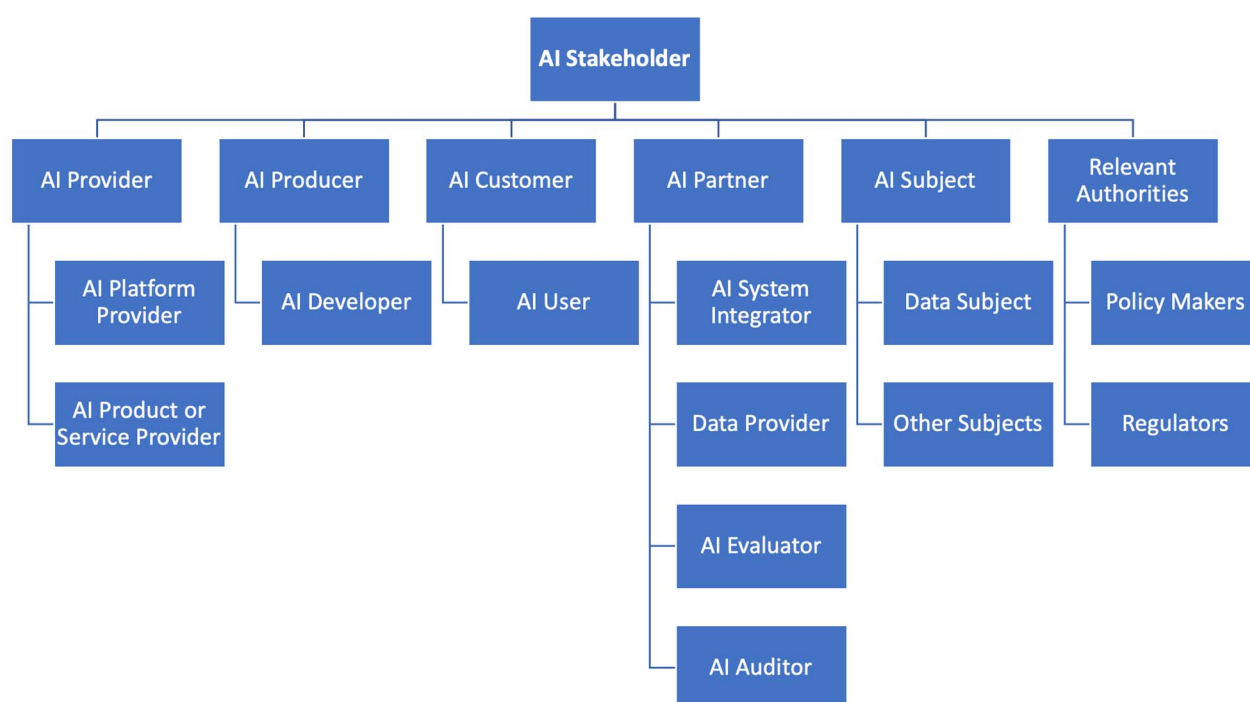 AI Stakeholder
AI Provider
AI Producer
AI Customer
AI Partner
AI Subject
Relevant
Authorities
AI Platform
Provider
AI Developer
AI User
AI System
Integrator
Data Subject
Policy Makers
AI Product or
Service Provider
Data Provider
Other Subjects
Regulators
AI Evaluator
AI Auditor